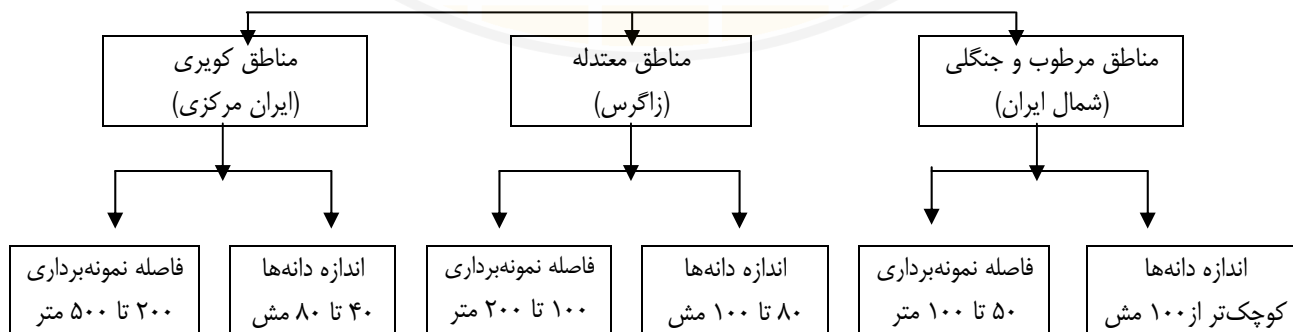 مناطق مرطوب و جنگلی
(شمال ایران)
مناطق معتدله
(زاگرس)
مناطق کویری
(ایران مرکزی)
اندازه دانه‌ها
کوچک‌تر از ۱۰۰ مش
فاصله نمونه‌برداری
۵۰ تا ۱۰۰ متر
اندازه دانه‌ها
۸۰ تا ۱۰۰ مش
فاصله نمونه‌برداری
۱۰۰ تا ۲۰۰ متر
اندازه دانه‌ها
۴۰ تا ۸۰ مش
فاصله نمونه‌برداری
۲۰۰ تا ۵۰۰ متر